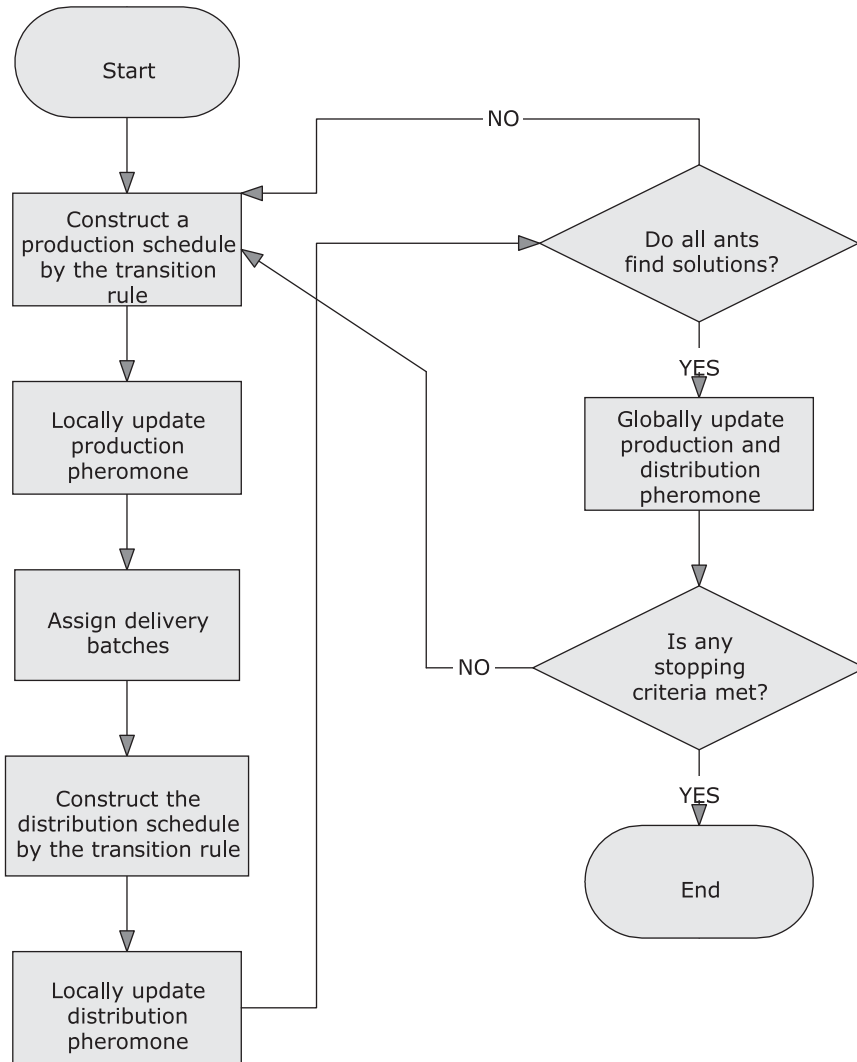 Start
Construct a
production schedule
by the transition
rule
Locally update
production
pheromone
Assign delivery
batches
Construct the
distribution schedule
by the transition rule
Locally update
distribution
pheromone
NO
Do all ants
find solutions?
YES
Globally update
production and
distribution
pheromone
Is any
stopping
criteria met?
NO
YES
End